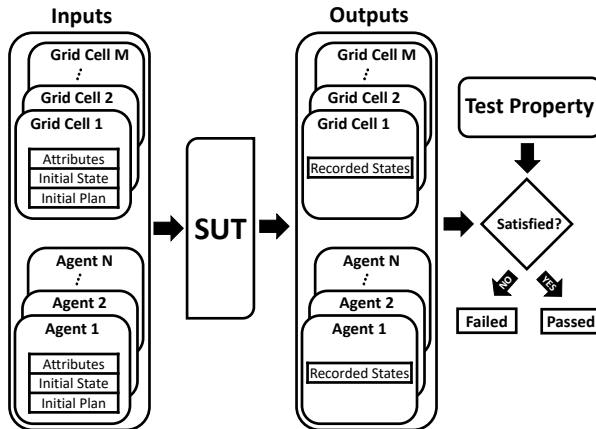 Inputs
Grid Cell M
⋮
Grid Cell 2
Grid Cell 1
Attributes
Initial State
Initial Plan
Agent N
⋮
Agent 2
Agent 1
Attributes
Initial State
Initial Plan
SUT
Outputs
Grid Cell M
⋮
Grid Cell 2
Grid Cell 1
Recorded States
Agent N
⋮
Agent 2
Agent 1
Recorded States
Test Property
Satisfied?
NO
YES
Failed
Passed